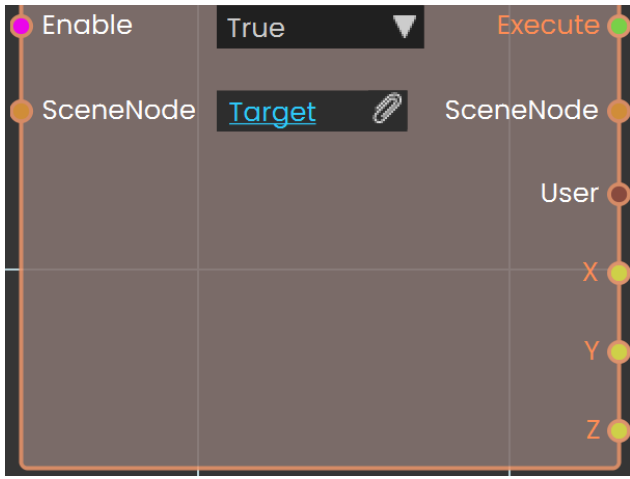 Enable True Execute
SceneNode Target SceneNode
User
X
Y
Z